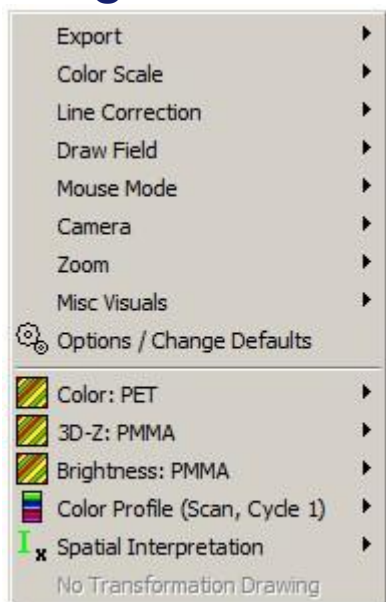 Export
Color Scale
Line Correction
Draw Field
Mouse Mode
Camera
Zoom
Misc Visuals
Options / Change Defaults
Color: PET
3D-Z: PMMA
Brightness: PMMA
Color Profile (Scan, Cycle 1)
Ix Spatial Interpretation
No Transformation Drawing